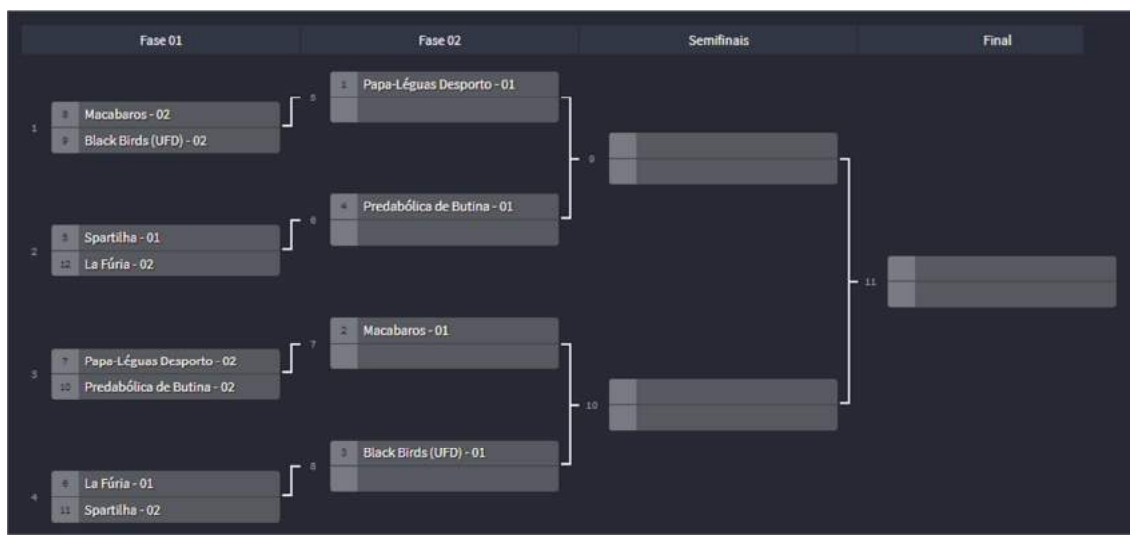 Fase 01
Fase 02
Semifinais
Final
1
8 Macabaros - 02
9 Black Birds (UFD) - 02
2
5 Spartilha - 01
12 La Fúria - 02
3
7 Papa-Léguas Desporto - 02
10 Predabólica de Butina - 02
4
6 La Fúria - 01
11 Spartilha - 02
5
1 Papa-Léguas Desporto - 01
6
4 Predabólica de Butina - 01
7
2 Macabaros - 01
8
3 Black Birds (UFD) - 01
9
10
11